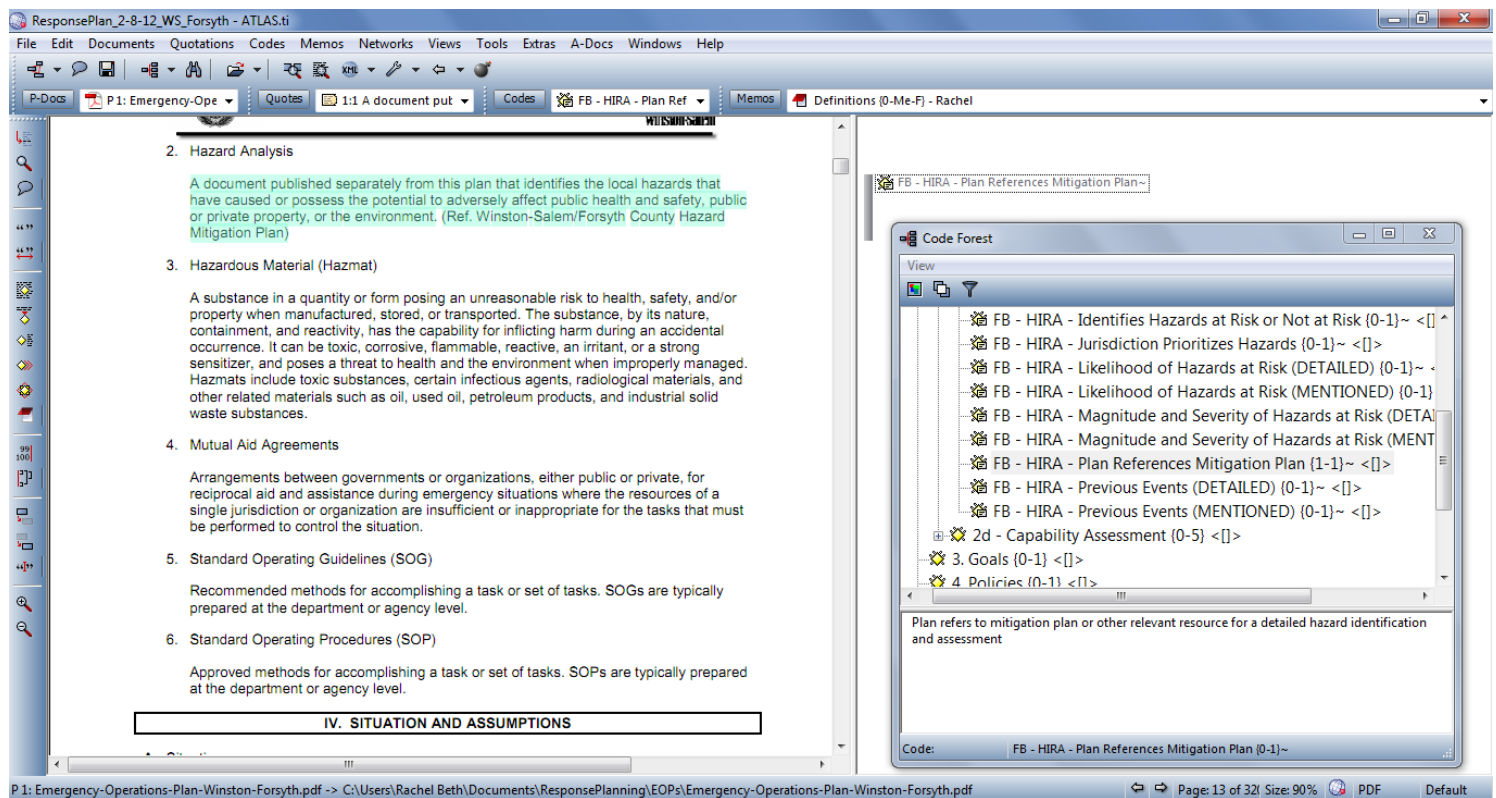 ResponsePlan_2-8-12_WS_Forsyth - ATLAS.ti
File Edit Documents Quotations Codes Memos Networks Views Tools Extras A-Docs Windows Help
XML
P-Docs P 1: Emergency-Ope Quotes 1:1 A document put Codes FB - HIRA - Plan Ref Memos Definitions {0-Me-F} - Rachel
Winston-Salem
2. Hazard Analysis
A document published separately from this plan that identifies the local hazards that
have caused or possess the potential to adversely affect public health and safety, public
or private property, or the environment. (Ref. Winston-Salem/Forsyth County Hazard
Mitigation Plan)
3. Hazardous Material (Hazmat)
A substance in a quantity or form posing an unreasonable risk to health, safety, and/or
property when manufactured, stored, or transported. The substance, by its nature,
containment, and reactivity, has the capability for inflicting harm during an accidental
occurrence. It can be toxic, corrosive, flammable, reactive, an irritant, or a strong
sensitizer, and poses a threat to health and the environment when improperly managed.
Hazmats include toxic substances, certain infectious agents, radiological materials, and
other related materials such as oil, used oil, petroleum products, and industrial solid
waste substances.
4. Mutual Aid Agreements
Arrangements between governments or organizations, either public or private, for
reciprocal aid and assistance during emergency situations where the resources of a
single jurisdiction or organization are insufficient or inappropriate for the tasks that must
be performed to control the situation.
5. Standard Operating Guidelines (SOG)
Recommended methods for accomplishing a task or set of tasks. SOGs are typically
prepared at the department or agency level.
6. Standard Operating Procedures (SOP)
Approved methods for accomplishing a task or set of tasks. SOPs are typically prepared
at the department or agency level.
IV. SITUATION AND ASSUMPTIONS
FB - HIRA - Plan References Mitigation Plan~
Code Forest
View
FB - HIRA - Identifies Hazards at Risk or Not at Risk {0-1}~ <[]
FB - HIRA - Jurisdiction Prioritizes Hazards {0-1}~ <[]>
FB - HIRA - Likelihood of Hazards at Risk (DETAILED) {0-1}~ <
FB - HIRA - Likelihood of Hazards at Risk (MENTIONED) {0-1}
FB - HIRA - Magnitude and Severity of Hazards at Risk (DETAI
FB - HIRA - Magnitude and Severity of Hazards at Risk (MENT
FB - HIRA - Plan References Mitigation Plan {1-1}~ <[]>
FB - HIRA - Previous Events (DETAILED) {0-1}~ <[]>
FB - HIRA - Previous Events (MENTIONED) {0-1}~ <[]>
2d - Capability Assessment {0-5} <[]>
3. Goals {0-1} <[]>
4. Policies {0-1} <[]>
Plan refers to mitigation plan or other relevant resource for a detailed hazard identification
and assessment
Code: FB - HIRA - Plan References Mitigation Plan {0-1}~
P 1: Emergency-Operations-Plan-Winston-Forsyth.pdf -> C:\Users\Rachel Beth\Documents\ResponsePlanning\EOPs\Emergency-Operations-Plan-Winston-Forsyth.pdf Page: 13 of 32( Size: 90% PDF Default